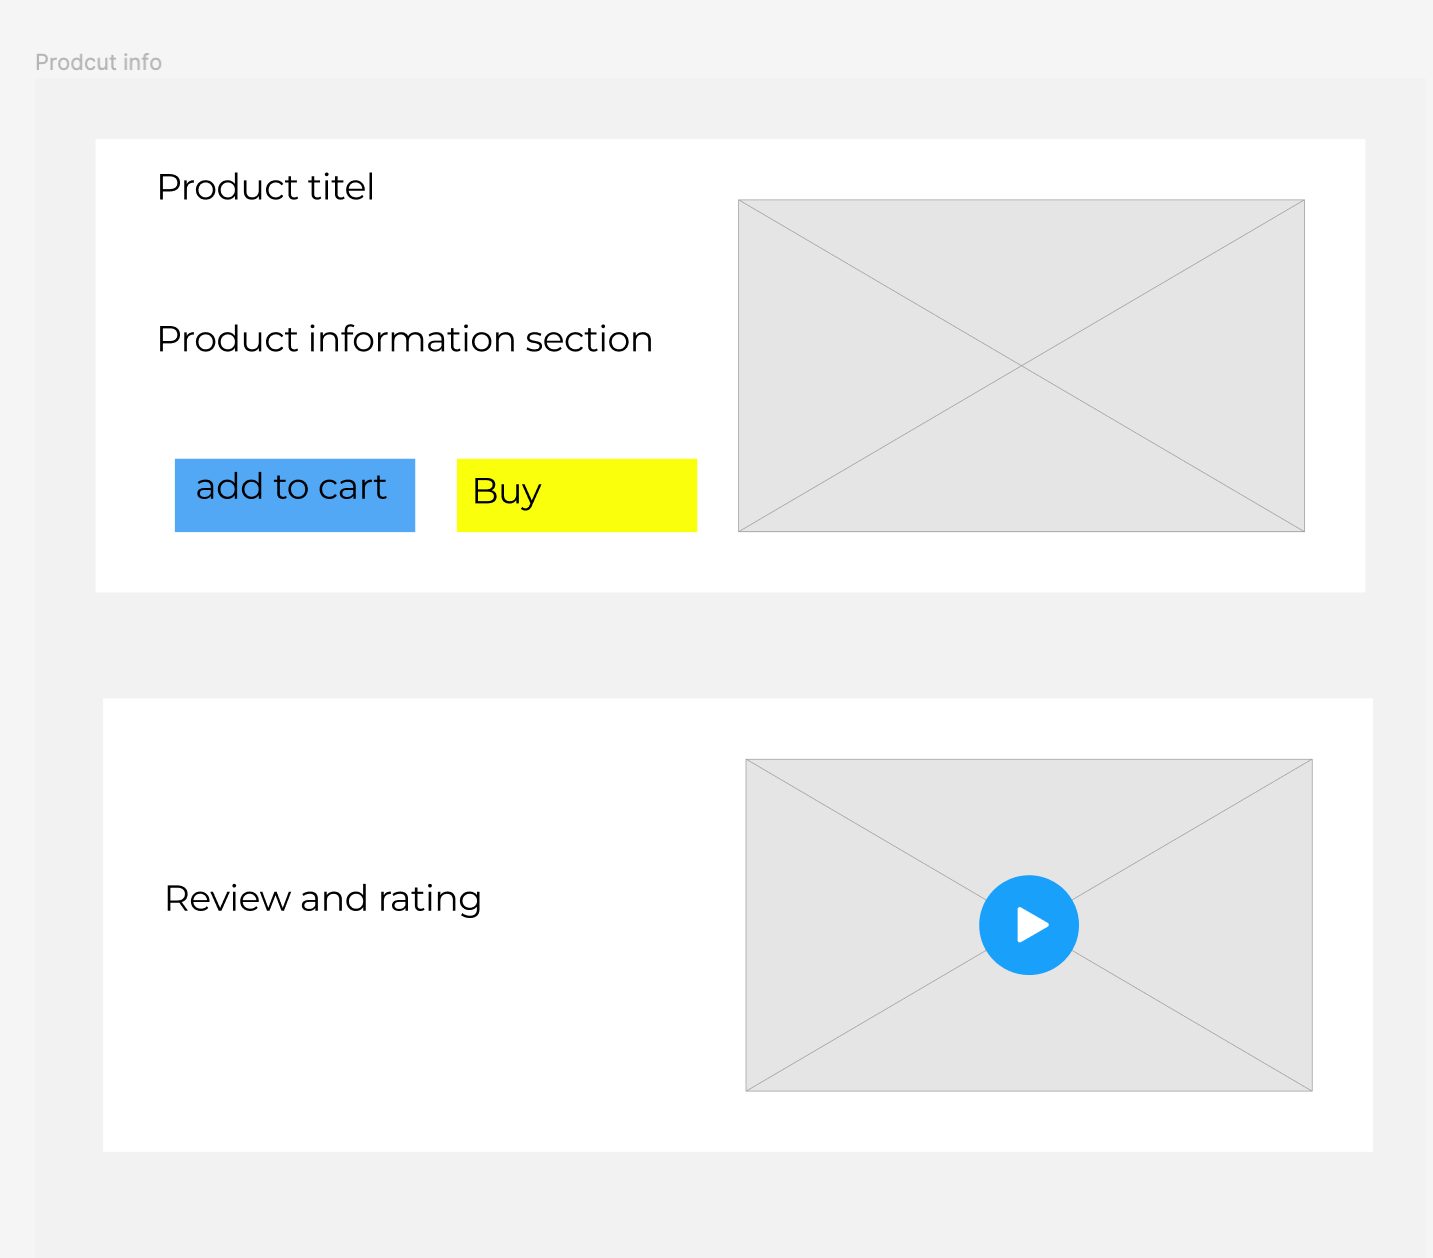 Prodcut info
Product titel
Product information section
add to cart
Buy
Review and rating